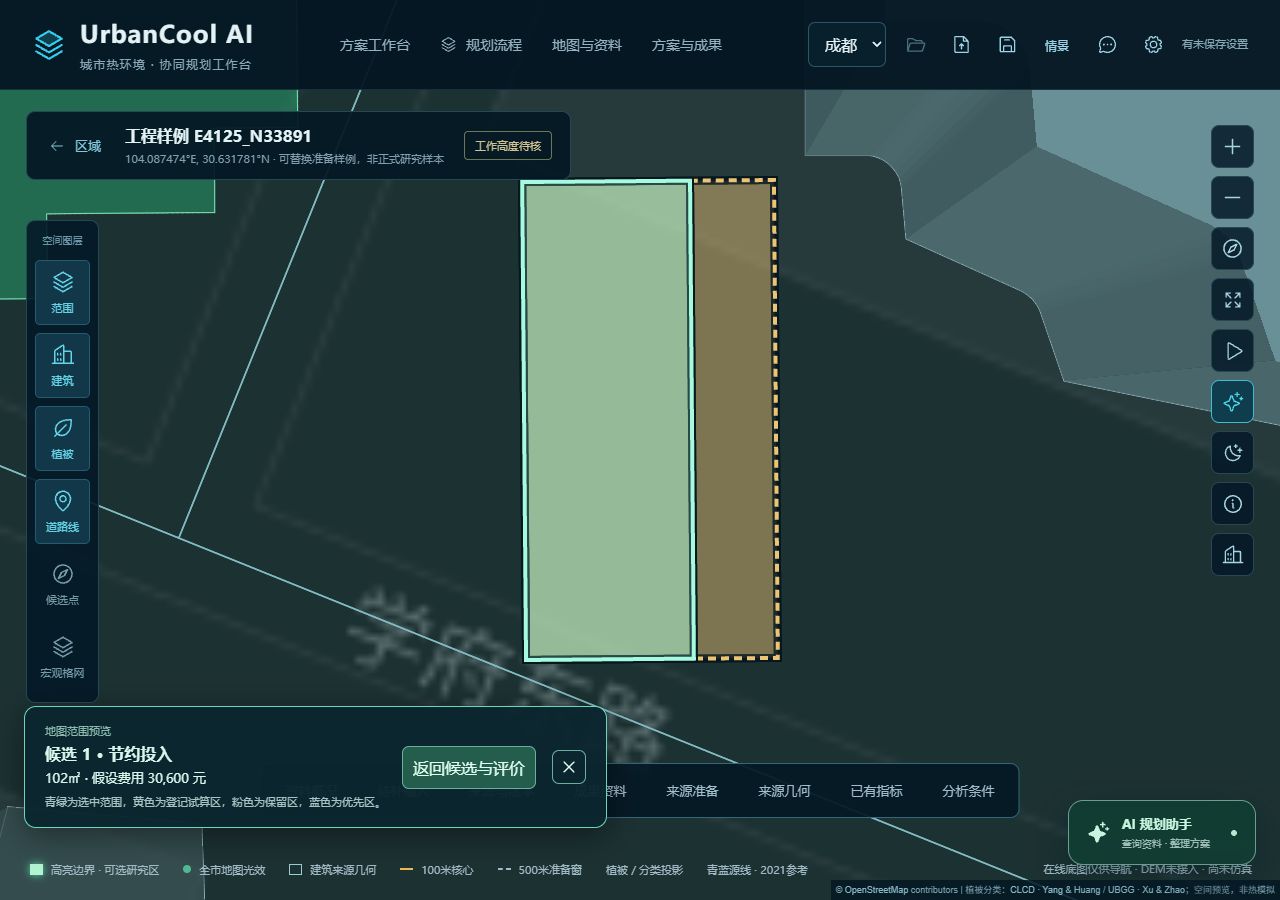 UrbanCool AI
城市热环境 · 协同规划工作台
方案工作台
规划流程
地图与资料
方案与成果
成都
情景
有未保存设置
区域
工程样例 E4125_N33891
104.087474°E, 30.631781°N · 可替换准备样例，非正式研究样本
工作高度待核
空间图层
范围
建筑
植被
道路线
候选点
宏观格网
学府东路
地图范围预览
候选 1 • 节约投入
102㎡ · 假设费用 30,600 元
青绿为选中范围，黄色为登记试算区，粉色为保留区，蓝色为优先区。
返回候选与评价
资料
来源准备
来源几何
已有指标
分析条件
AI 规划助手
查询资料 · 整理方案
高亮边界 · 可选研究区
全市地图光效
建筑来源几何
100米核心
500米准备窗
植被 / 分类投影
青蓝源线 · 2021参考
在线底图仅供导航 · DEM未接入 · 尚未仿真
© OpenStreetMap contributors | 植被分类：CLCD · Yang & Huang / UBGG · Xu & Zhao；空间预览，非热模拟